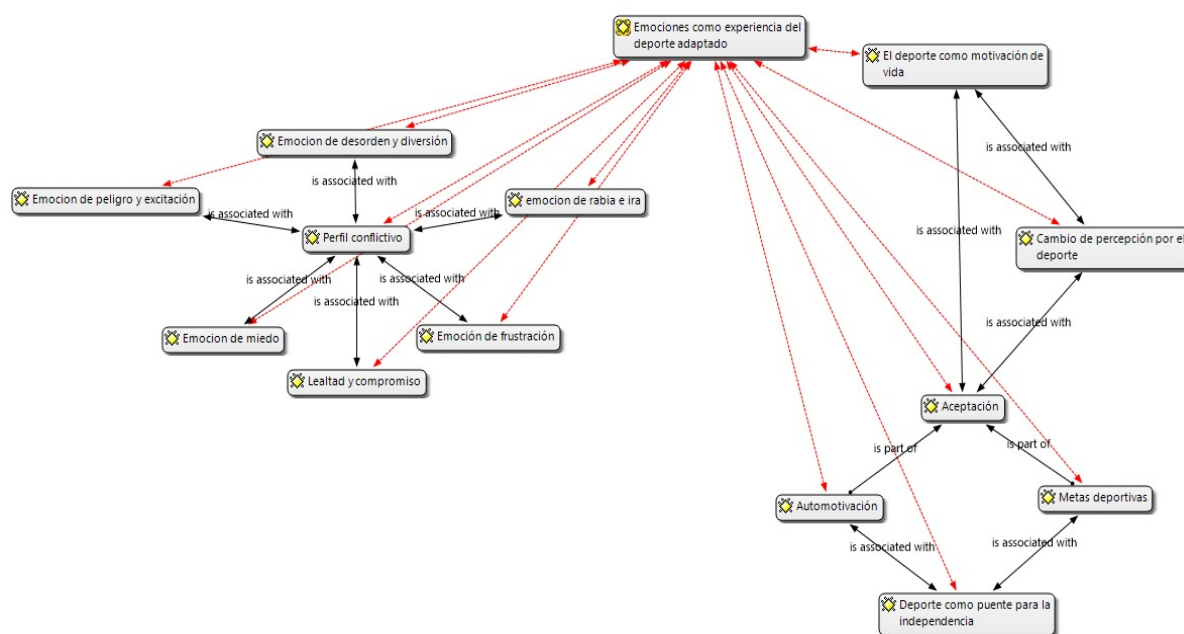 Emociones como experiencia del
deporte adaptado
El deporte como motivación de
vida
Emocion de desorden y diversión
is associated with
is associated with
Emocion de peligro y excitación
emocion de rabia e ira
is associated with
is associated with
Perfil conflictivo
is associated with
Cambio de percepción por el
deporte
is associated with
is associated with
is associated with
is associated with
Emocion de miedo
Emoción de frustración
Lealtad y compromiso
Aceptación
is part of
is part of
Automotivación
Metas deportivas
is associated with
is associated with
Deporte como puente para la
independencia